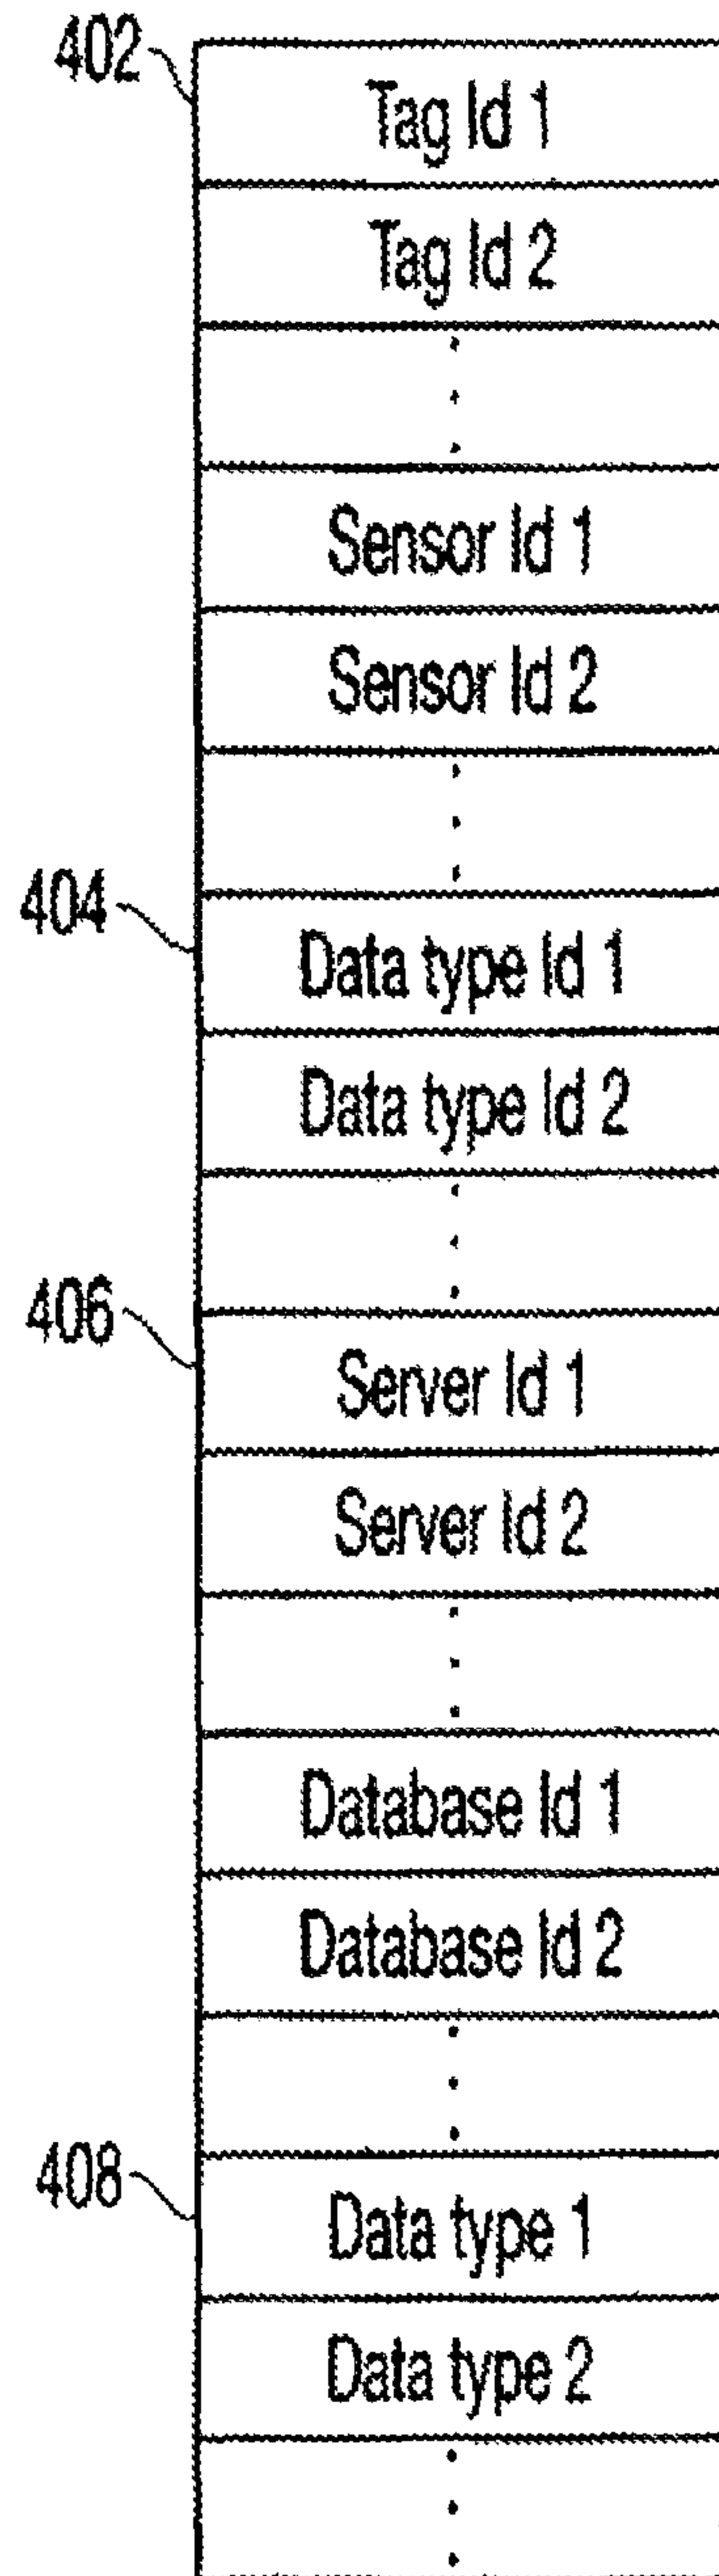 402
Tag Id 1
Tag Id 2
Sensor Id 1
Sensor Id 2
404
Data type Id 1
Data type Id 2
406
Server Id 1
Server Id 2
Database Id 1
Database Id 2
408
Data type 1
Data type 2